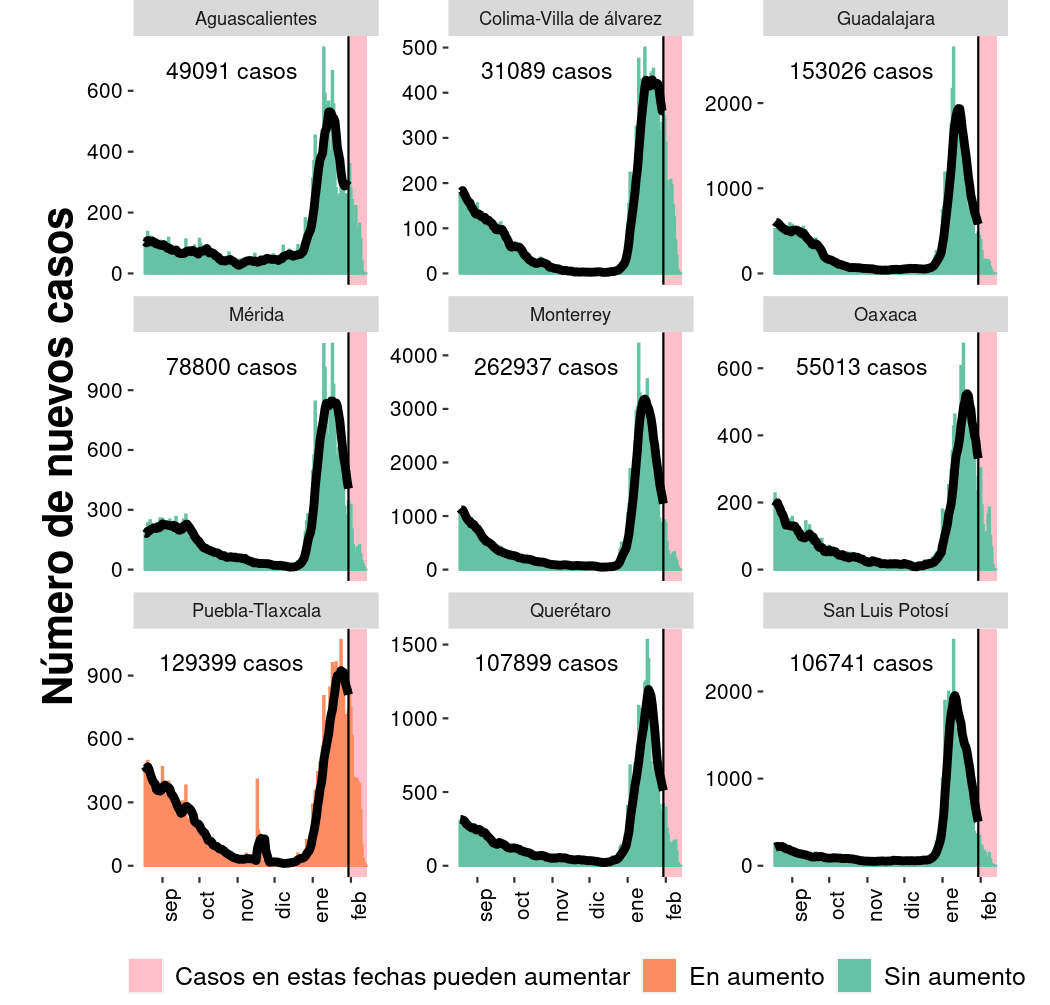 Número de nuevos casos
Aguascalientes
49091 casos
600
400
200
0
Colima-Villa de álvarez
31089 casos
500
400
300
200
100
0
Guadalajara
153026 casos
2000
1000
0
Mérida
78800 casos
900
600
300
0
Monterrey
262937 casos
4000
3000
2000
1000
0
Oaxaca
55013 casos
600
400
200
0
Puebla-Tlaxcala
129399 casos
900
600
300
0
sep oct nov dic ene feb
Querétaro
107899 casos
1500
1000
500
0
sep oct nov dic ene feb
San Luis Potosí
106741 casos
2000
1000
0
sep oct nov dic ene feb
Casos en estas fechas pueden aumentar En aumento Sin aumento